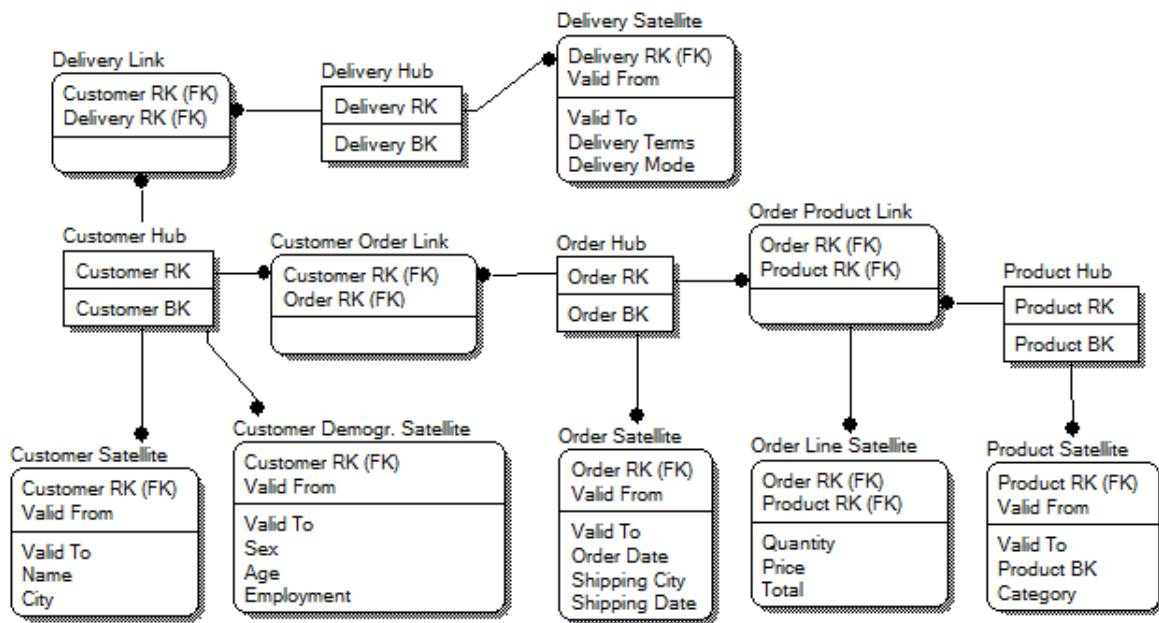 Delivery Satellite
Delivery RK (FK)
Valid From
Valid To
Delivery Terms
Delivery Mode
Delivery Link
Customer RK (FK)
Delivery RK (FK)
Delivery Hub
Delivery RK
Delivery BK
Customer Hub
Customer RK
Customer BK
Customer Order Link
Customer RK (FK)
Order RK (FK)
Order Hub
Order RK
Order BK
Order Product Link
Order RK (FK)
Product RK (FK)
Product Hub
Product RK
Product BK
Customer Satellite
Customer RK (FK)
Valid From
Valid To
Name
City
Customer Demogr. Satellite
Customer RK (FK)
Valid From
Valid To
Sex
Age
Employment
Order Satellite
Order RK (FK)
Valid From
Valid To
Order Date
Shipping City
Shipping Date
Order Line Satellite
Order RK (FK)
Product RK (FK)
Quantity
Price
Total
Product Satellite
Product RK (FK)
Valid From
Valid To
Product BK
Category